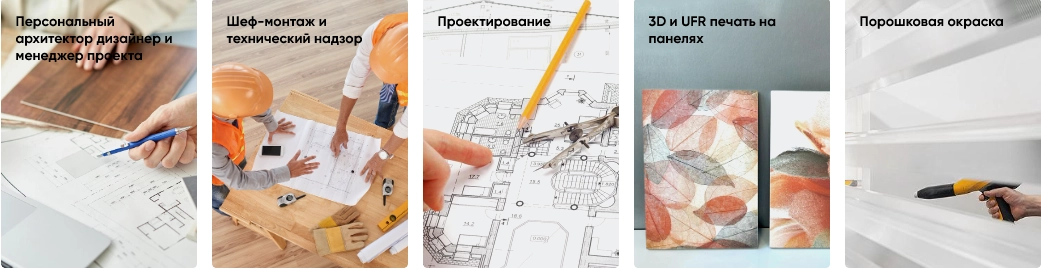 Персональный
архитектор дизайнер и
менеджер проекта
Шеф-монтаж и
технический надзор
Проектирование
3D и UFR печать на
панелях
Порошковая окраска